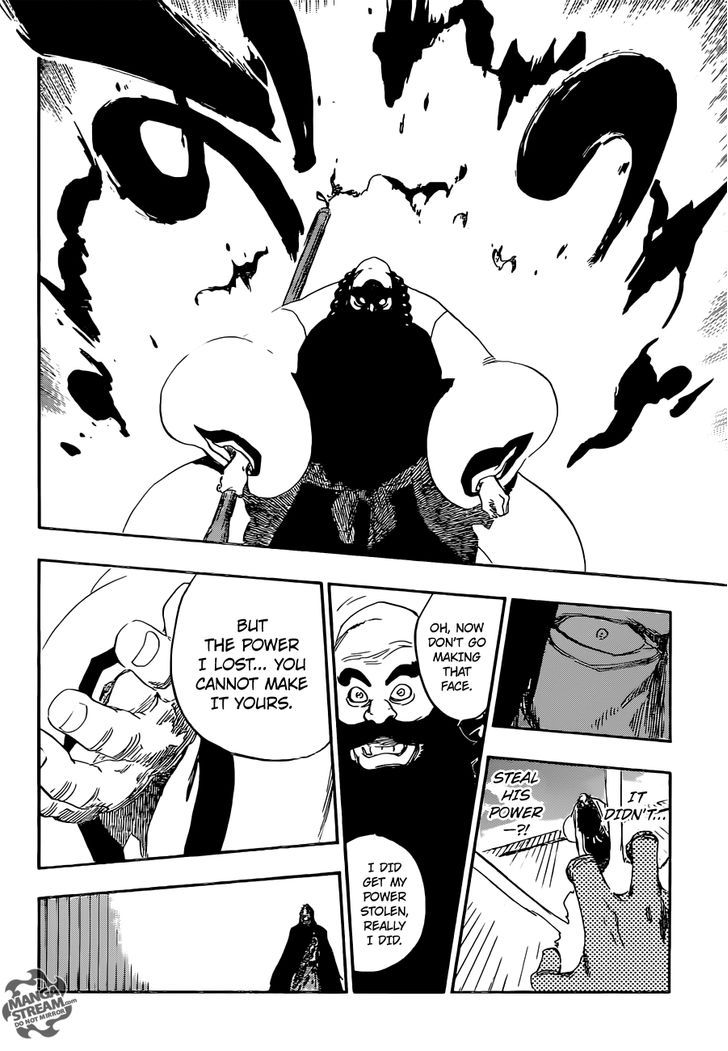 IT
DIDN'T...
STEAL
HIS
POWER
—?!
OH, NOW
DON'T GO
MAKING
THAT
FACE.
I DID
GET MY
POWER
STOLEN,
REALLY
I DID.
BUT
THE POWER
I LOST... YOU
CANNOT MAKE
IT YOURS.
MANGA
STREAM.com
DO NOT MIRROR